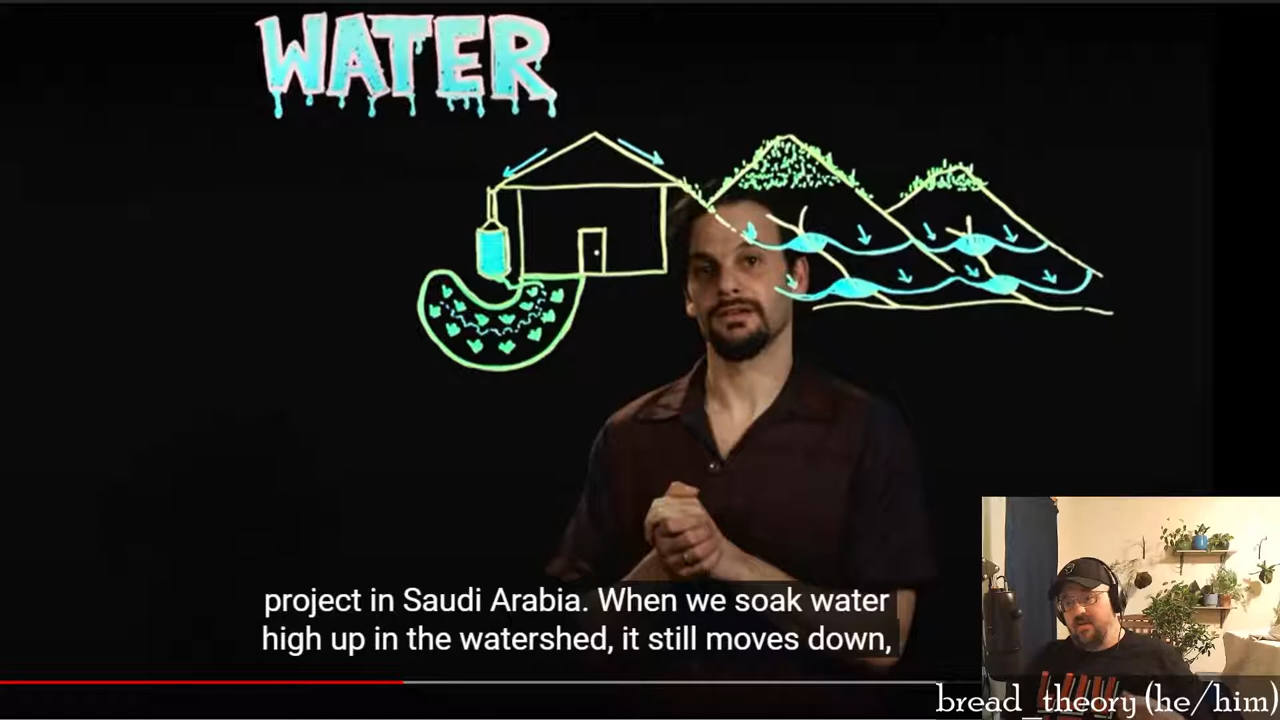 WATER
project in Saudi Arabia. When we soak water
high up in the watershed, it still moves down,
bread_theory (he/him)